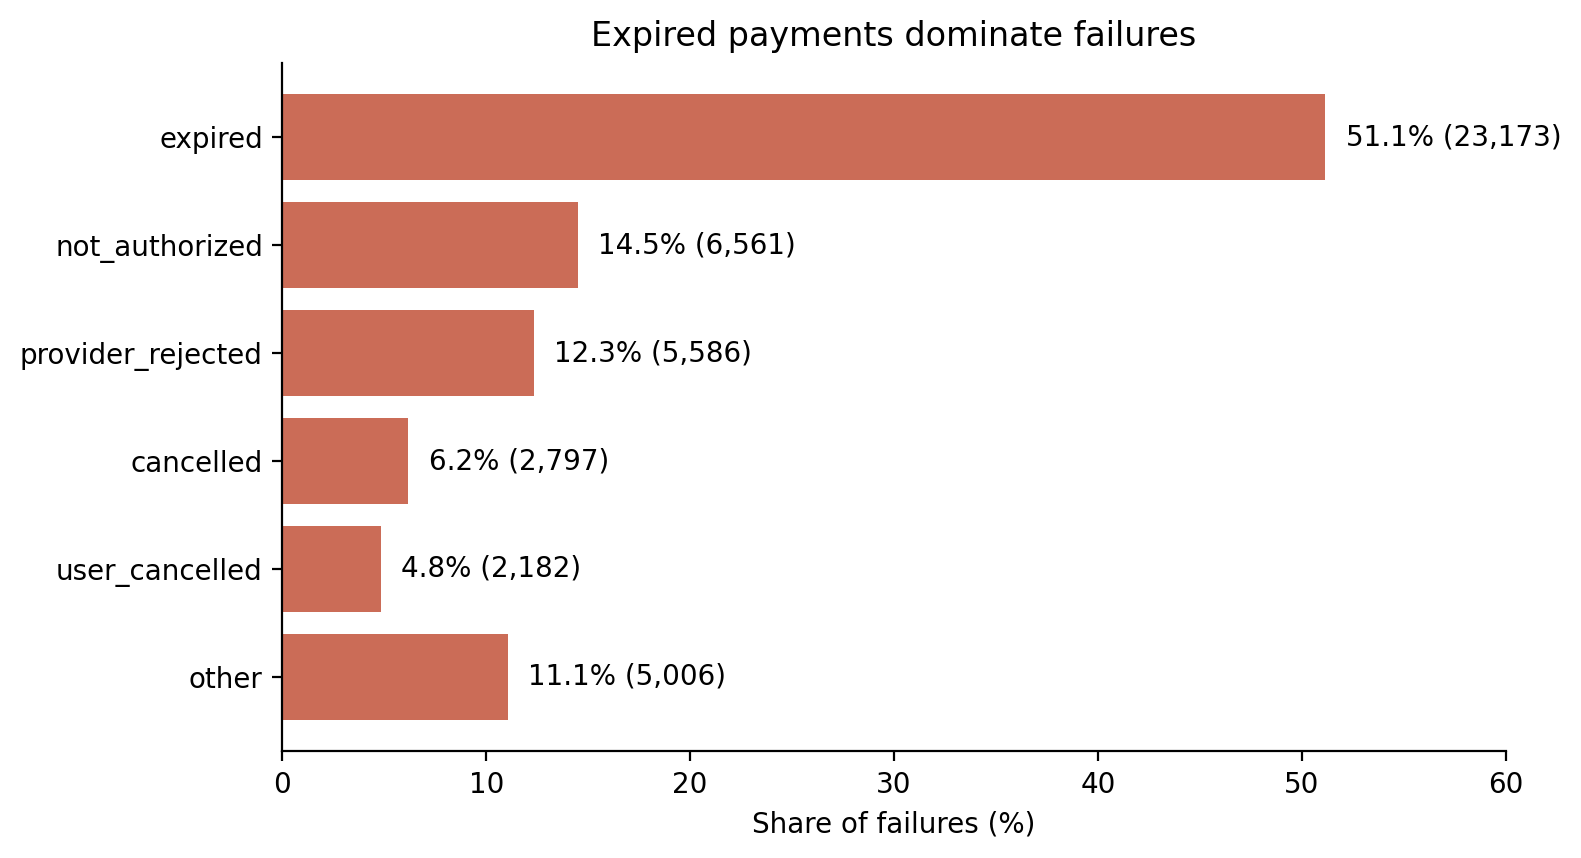 Expired payments dominate failures
expired
51.1% (23,173)
not_authorized
14.5% (6,561)
provider_rejected
12.3% (5,586)
cancelled
6.2% (2,797)
user_cancelled
4.8% (2,182)
other
11.1% (5,006)
0 10 20 30 40 50 60
Share of failures (%)